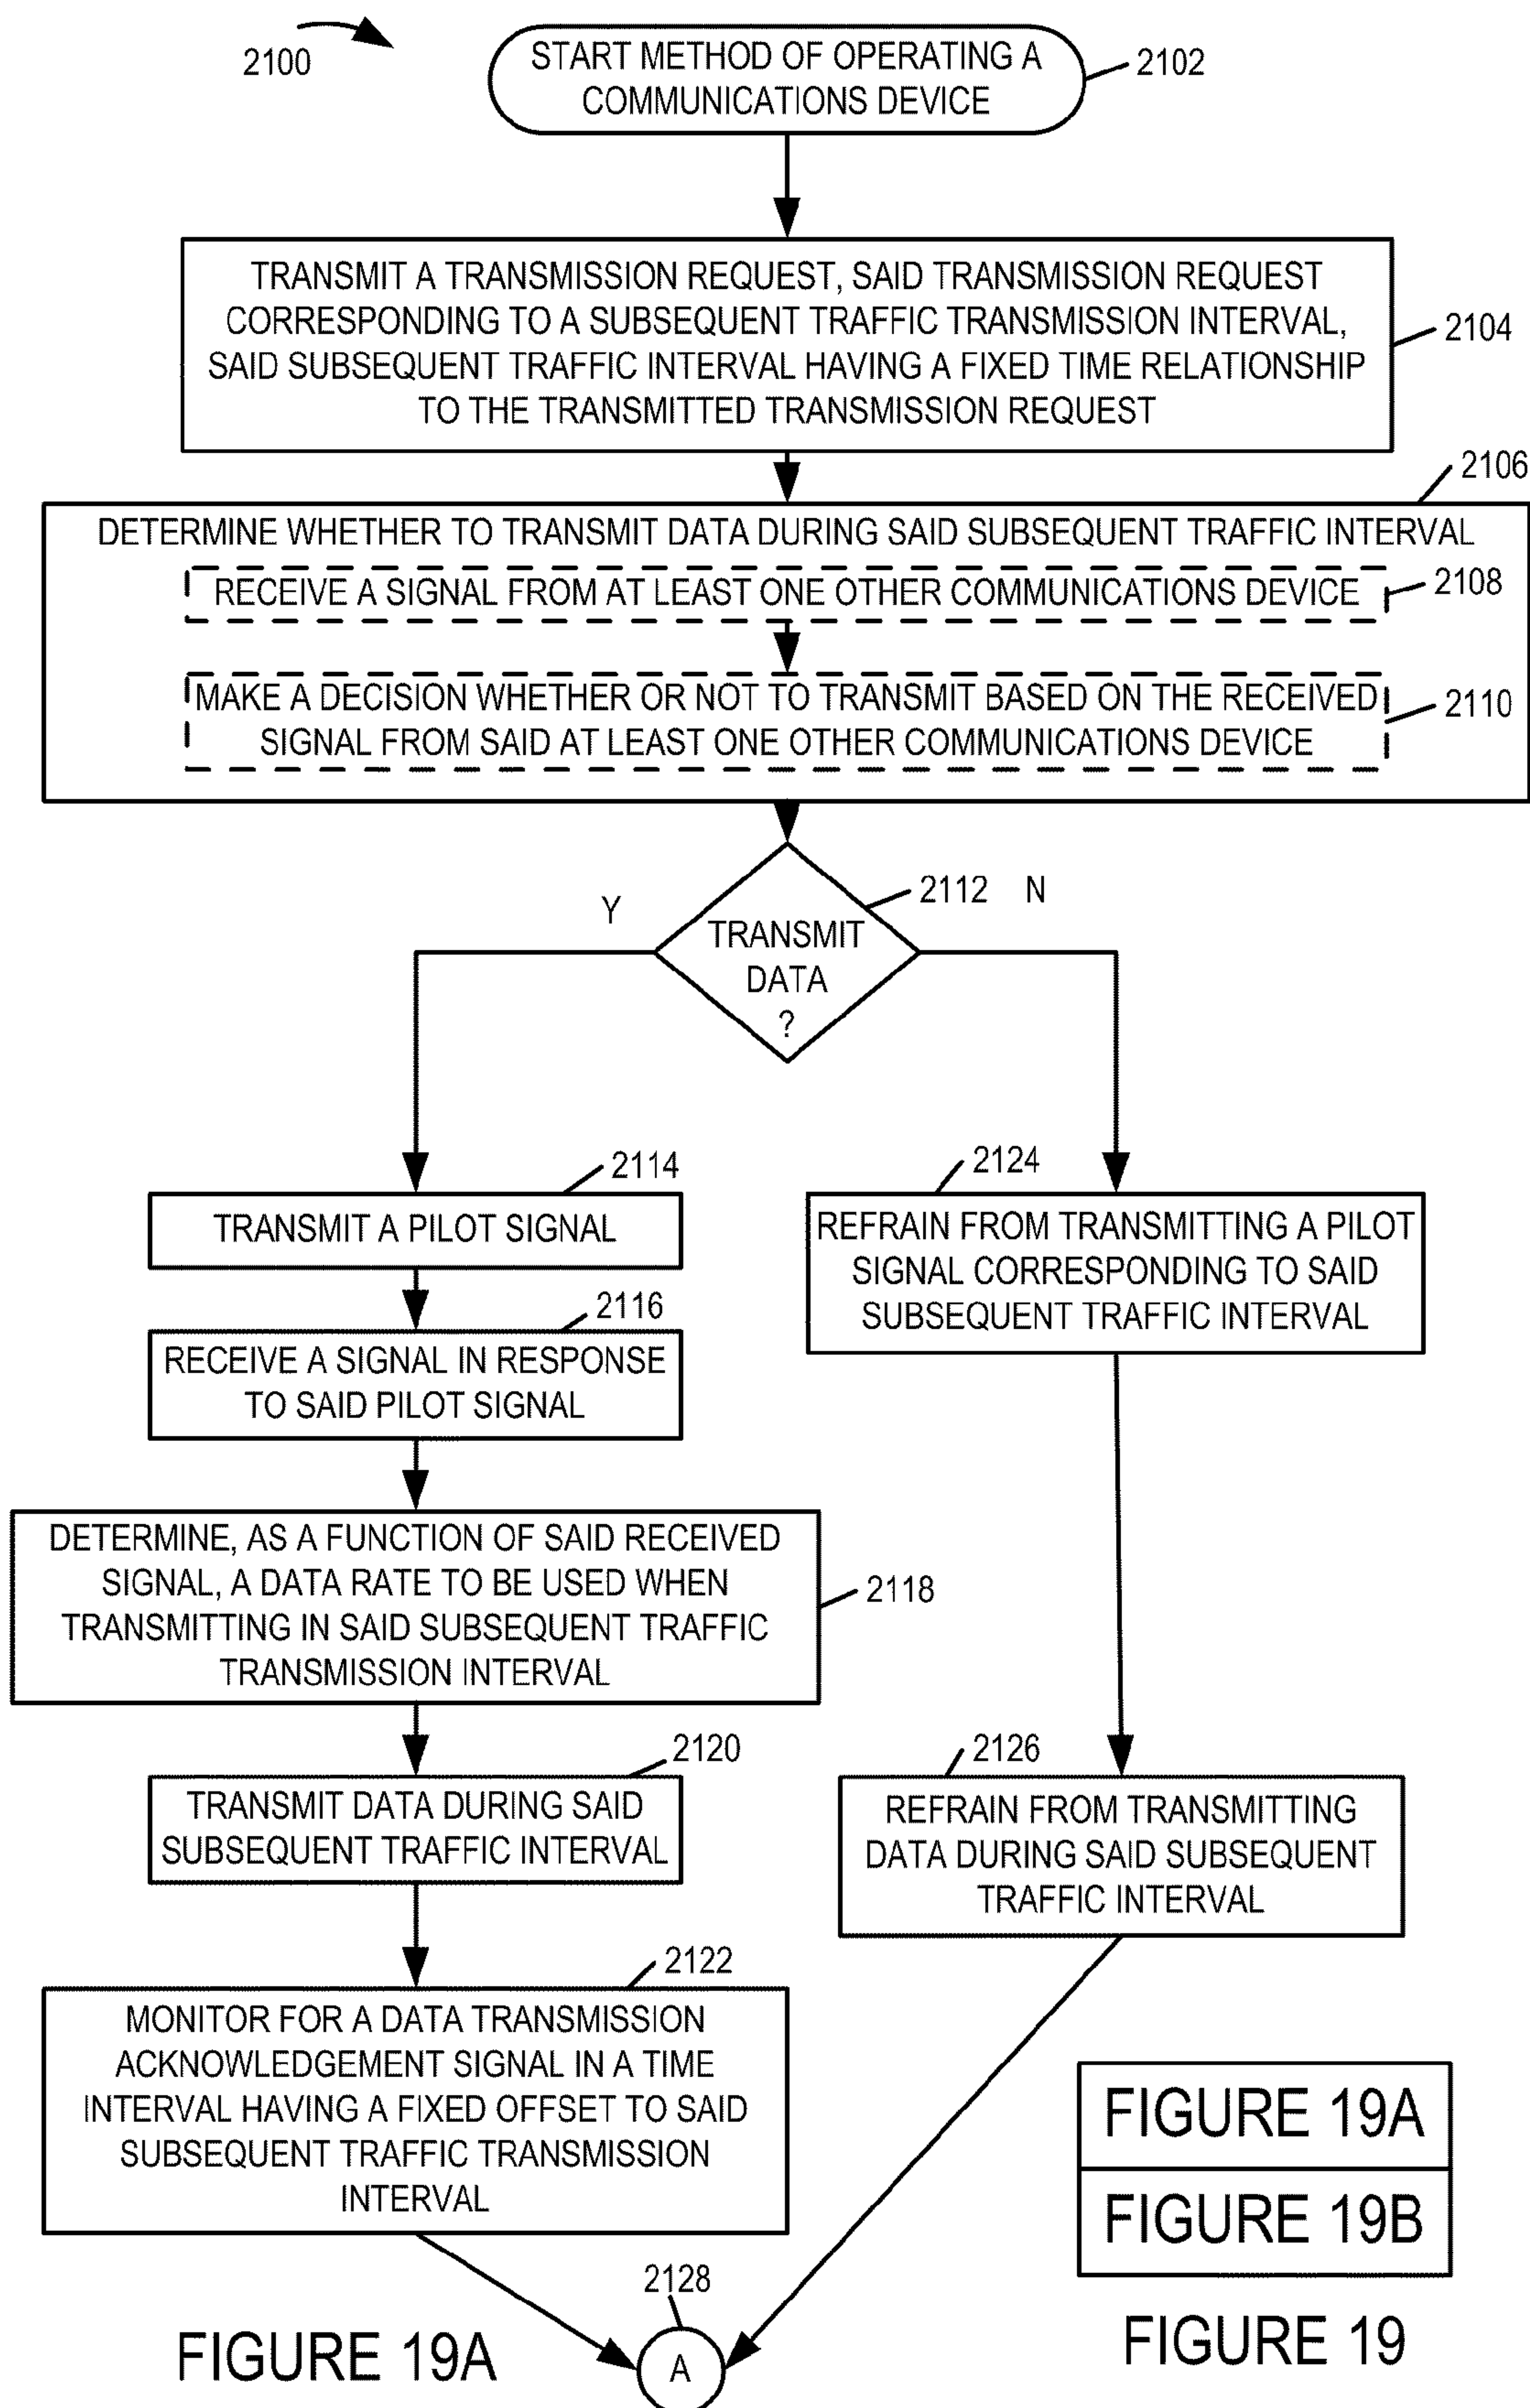 2100
START METHOD OF OPERATING A
COMMUNICATIONS DEVICE
2102
TRANSMIT A TRANSMISSION REQUEST, SAID TRANSMISSION REQUEST
CORRESPONDING TO A SUBSEQUENT TRAFFIC TRANSMISSION INTERVAL,
SAID SUBSEQUENT TRAFFIC INTERVAL HAVING A FIXED TIME RELATIONSHIP
TO THE TRANSMITTED TRANSMISSION REQUEST
2104
2106
DETERMINE WHETHER TO TRANSMIT DATA DURING SAID SUBSEQUENT TRAFFIC INTERVAL
RECEIVE A SIGNAL FROM AT LEAST ONE OTHER COMMUNICATIONS DEVICE
2108
MAKE A DECISION WHETHER OR NOT TO TRANSMIT BASED ON THE RECEIVED
SIGNAL FROM SAID AT LEAST ONE OTHER COMMUNICATIONS DEVICE
2110
Y
2112
N
TRANSMIT
DATA
?
2114
TRANSMIT A PILOT SIGNAL
2116
RECEIVE A SIGNAL IN RESPONSE
TO SAID PILOT SIGNAL
DETERMINE, AS A FUNCTION OF SAID RECEIVED
SIGNAL, A DATA RATE TO BE USED WHEN
TRANSMITTING IN SAID SUBSEQUENT TRAFFIC
TRANSMISSION INTERVAL
2118
2120
TRANSMIT DATA DURING SAID
SUBSEQUENT TRAFFIC INTERVAL
2122
MONITOR FOR A DATA TRANSMISSION
ACKNOWLEDGEMENT SIGNAL IN A TIME
INTERVAL HAVING A FIXED OFFSET TO SAID
SUBSEQUENT TRAFFIC TRANSMISSION
INTERVAL
2124
REFRAIN FROM TRANSMITTING A PILOT
SIGNAL CORRESPONDING TO SAID
SUBSEQUENT TRAFFIC INTERVAL
2126
REFRAIN FROM TRANSMITTING
DATA DURING SAID SUBSEQUENT
TRAFFIC INTERVAL
2128
A
FIGURE 19A
FIGURE 19A
FIGURE 19B
FIGURE 19